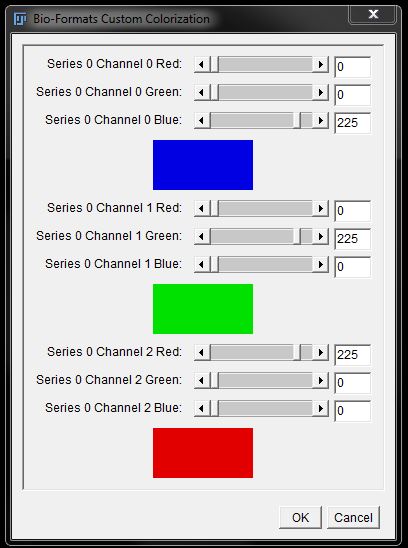 Bio-Formats Custom Colorization
Series 0 Channel 0 Red: 0
Series 0 Channel 0 Green: 0
Series 0 Channel 0 Blue: 225
Series 0 Channel 1 Red: 0
Series 0 Channel 1 Green: 225
Series 0 Channel 1 Blue: 0
Series 0 Channel 2 Red: 225
Series 0 Channel 2 Green: 0
Series 0 Channel 2 Blue: 0
OK Cancel